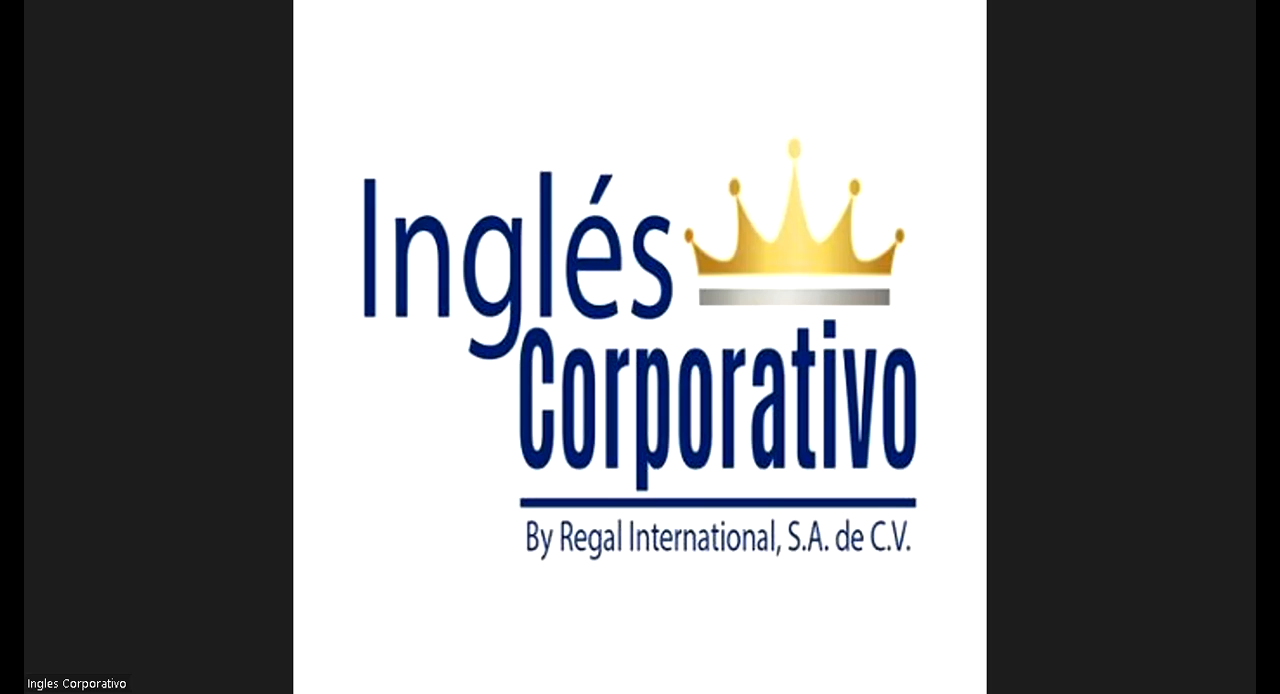 Inglés
Corporativo
By Regal International, S.A. de C.V.
Ingles Corporativo